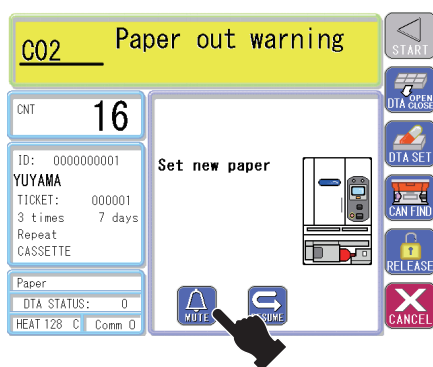 C02 Paper out warning
START
CNT 16
DTA OPEN CLOSE
ID: 0000000001
YUYAMA
TICKET: 000001
3 times 7 days
Repeat
CASSETTE
Set new paper
DTA SET
CAN FIND
RELEASE
Paper
DTA STATUS: 0
HEAT 128 C Comm 0
MUTE
CANCEL